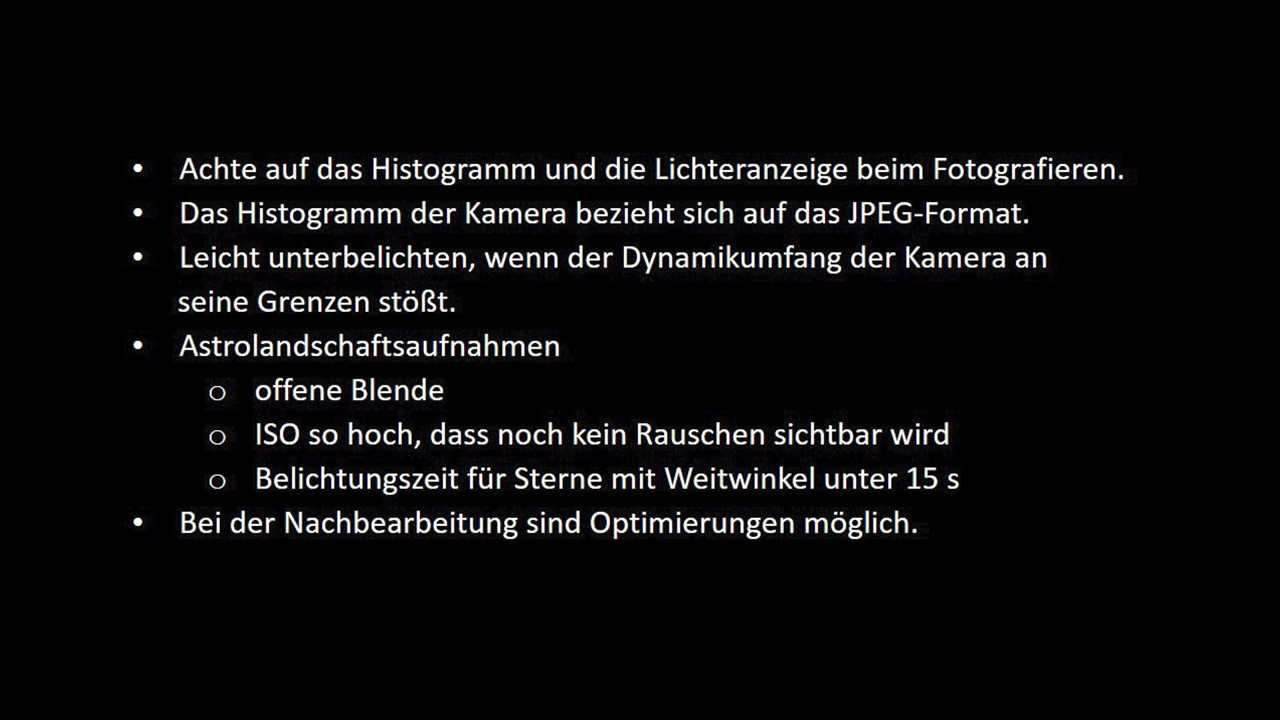 • Achte auf das Histogramm und die Lichteranzeige beim Fotografieren.
• Das Histogramm der Kamera bezieht sich auf das JPEG-Format.
• Leicht unterbelichten, wenn der Dynamikumfang der Kamera an
seine Grenzen stößt.
• Astrolandschaftsaufnahmen
o offene Blende
o ISO so hoch, dass noch kein Rauschen sichtbar wird
o Belichtungszeit für Sterne mit Weitwinkel unter 15 s
• Bei der Nachbearbeitung sind Optimierungen möglich.